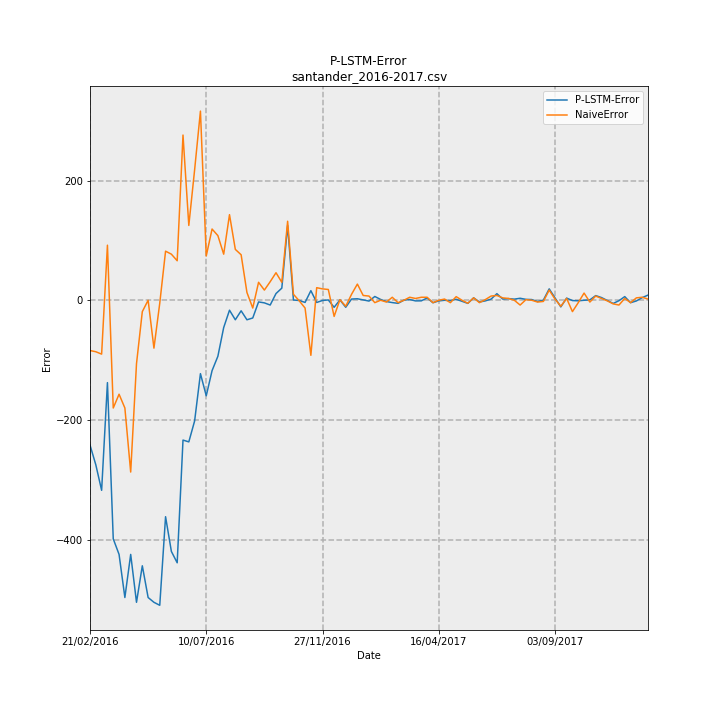 P-LSTM-Error
santander_2016-2017.csv
P-LSTM-Error
NaiveError
200
0
−200
−400
Error
21/02/2016 10/07/2016 27/11/2016 16/04/2017 03/09/2017
Date